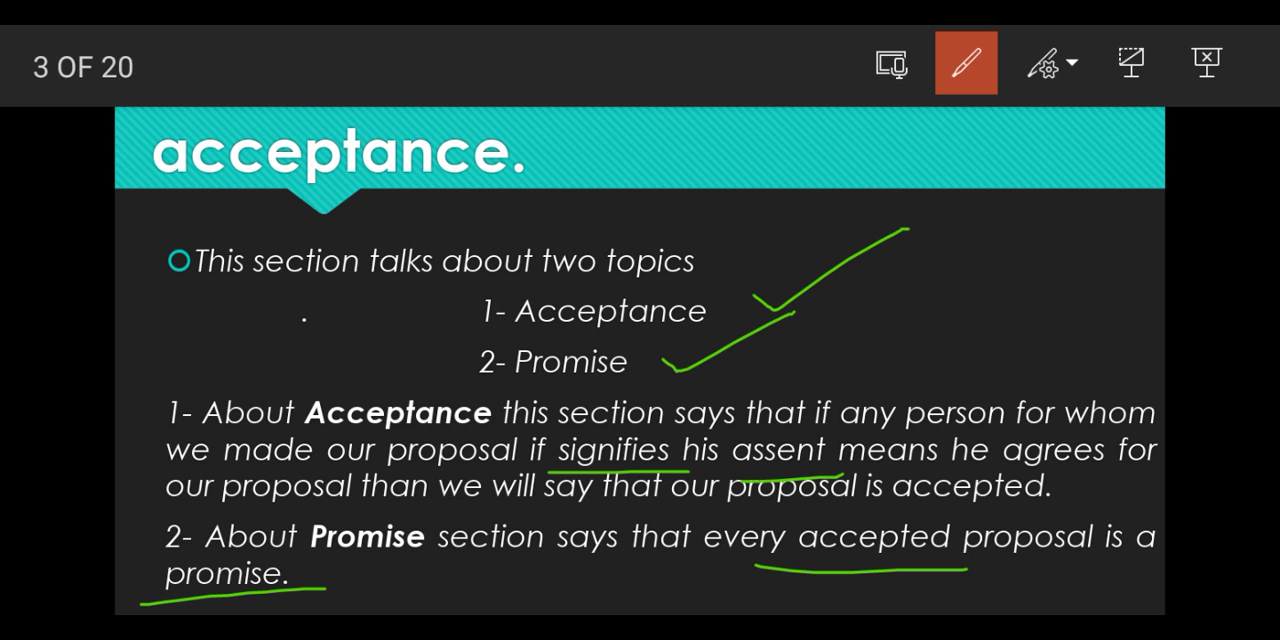 3 OF 20
acceptance.
This section talks about two topics
. 1- Acceptance
2- Promise
1- About Acceptance this section says that if any person for whom
we made our proposal if signifies his assent means he agrees for
our proposal than we will say that our proposal is accepted.
2- About Promise section says that every accepted proposal is a
promise.